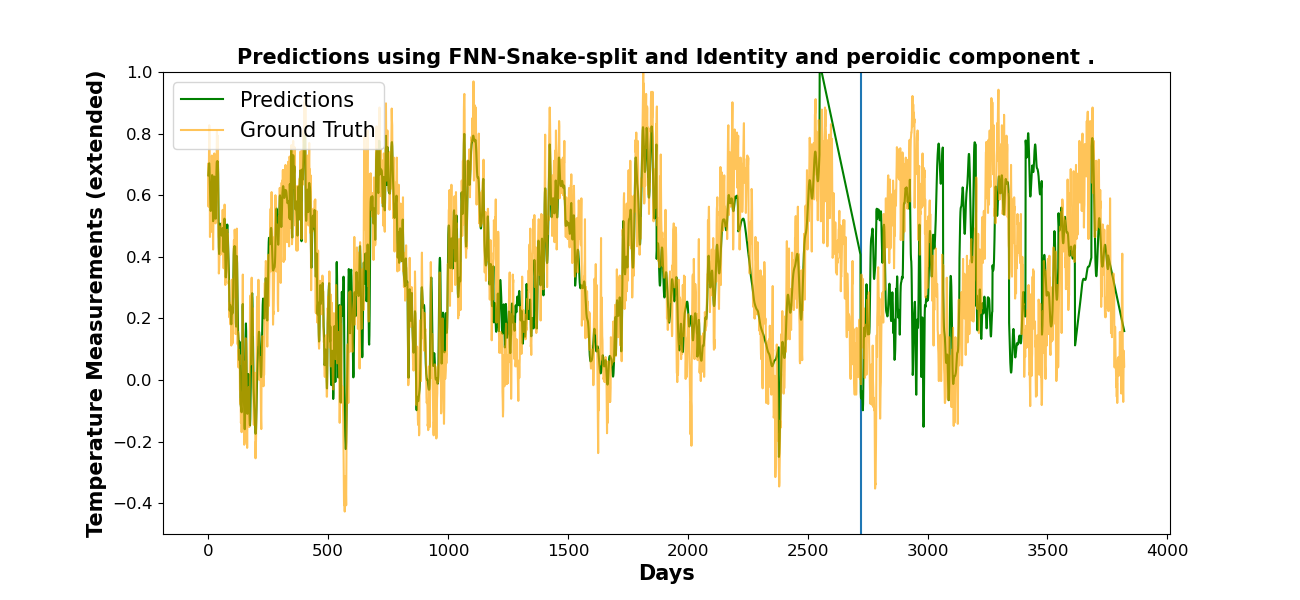 Predictions using FNN-Snake-split and Identity and peroidic component .
Temperature Measurements (extended)
1.0
0.8
0.6
0.4
0.2
0.0
−0.2
−0.4
Predictions
Ground Truth
0 500 1000 1500 2000 2500 3000 3500 4000
Days